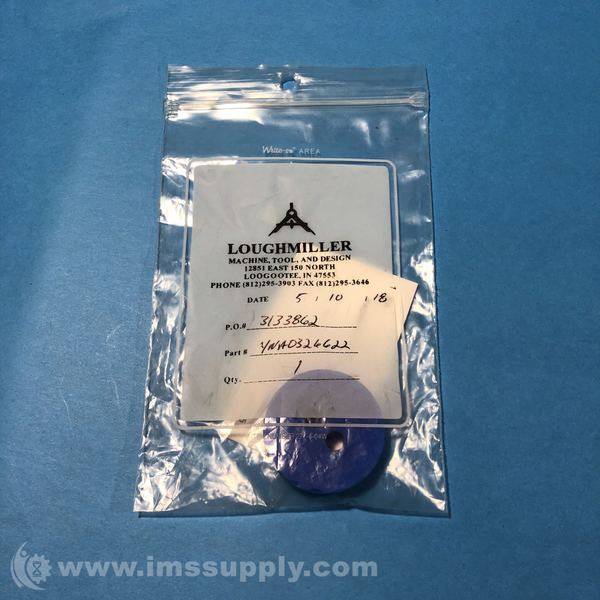 Write-on® AREA
LOUGHMILLER
MACHINE, TOOL, AND DESIGN
12851 EAST 150 NORTH
LOOGOOTEE, IN 47553
PHONE (812)295-3903 FAX (812)295-3646
DATE 5 . 10 . 18
P.O.# 3133862
Part # YNA0326622
Qty. 1
www.imssupply.com